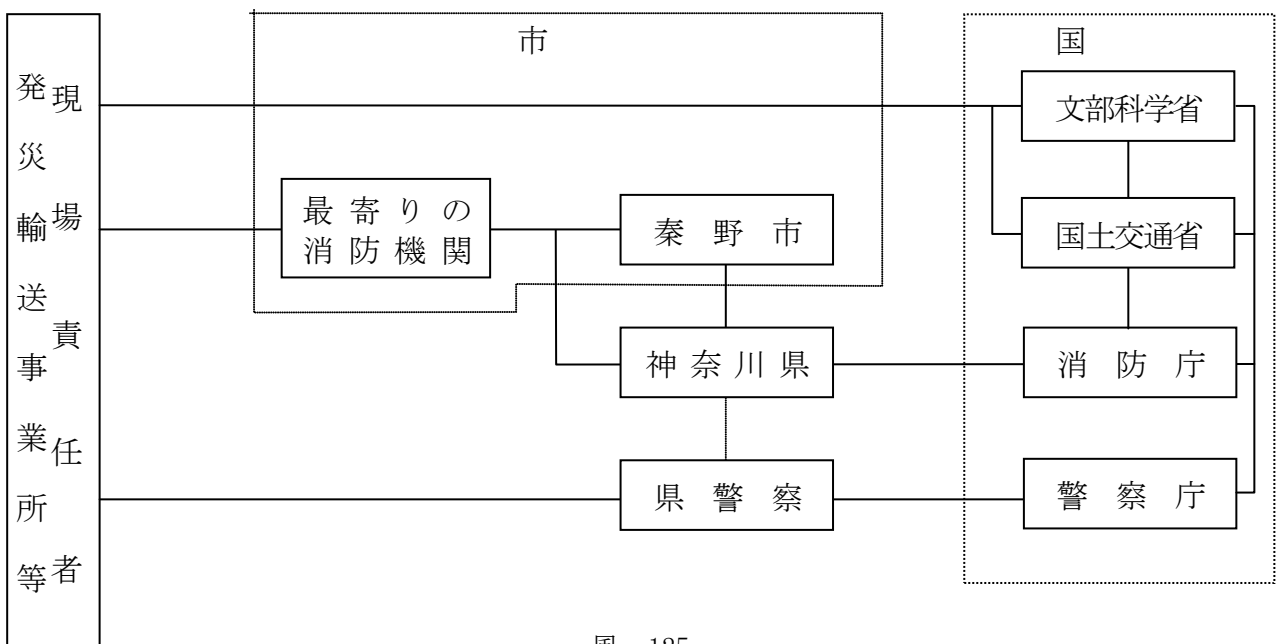 市
国
発災輸送事業所等
現場責任者
文部科学省
最寄りの
消防機関
秦野市
国土交通省
神奈川県
消防庁
県警察
警察庁
風－135